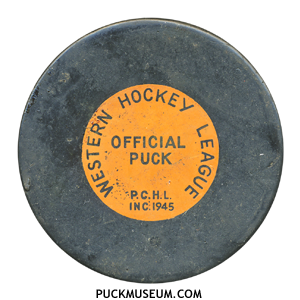 WESTERN HOCKEY LEAGUE
OFFICIAL
PUCK
P.C.H.L.
INC. 1945
PUCKMUSEUM.COM